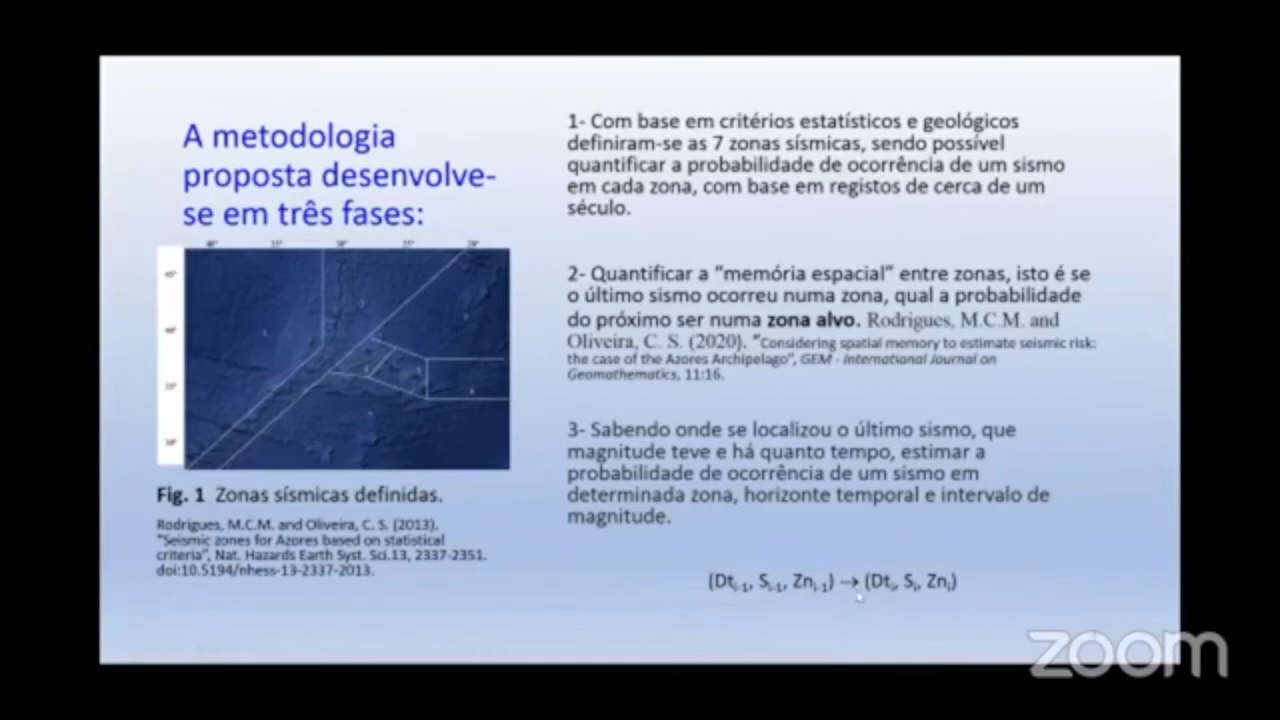 A metodologia
proposta desenvolve-
se em três fases:
Fig. 1 Zonas sísmicas definidas.
Rodrigues, M.C.M. and Oliveira, C. S. (2013).
"Seismic zones for Azores based on statistical
criteria", Nat. Hazards Earth Syst. Sci.13, 2337-2351.
doi:10.5194/nhess-13-2337-2013.
1- Com base em critérios estatísticos e geológicos
definiram-se as 7 zonas sísmicas, sendo possível
quantificar a probabilidade de ocorrência de um sismo
em cada zona, com base em registos de cerca de um
século.
2- Quantificar a "memória espacial" entre zonas, isto é se
o último sismo ocorreu numa zona, qual a probabilidade
do próximo ser numa zona alvo. Rodrigues, M.C.M. and
Oliveira, C. S. (2020). "Considering spatial memory to estimate seismic risk:
the case of the Azores Archipelago", GEM - International Journal on
Geomathematics, 11:16.
3- Sabendo onde se localizou o último sismo, que
magnitude teve e há quanto tempo, estimar a
probabilidade de ocorrência de um sismo em
determinada zona, horizonte temporal e intervalo de
magnitude.
(Dti-1, Si-1, Zni-1) → (Dti, Si, Zni)
zoom